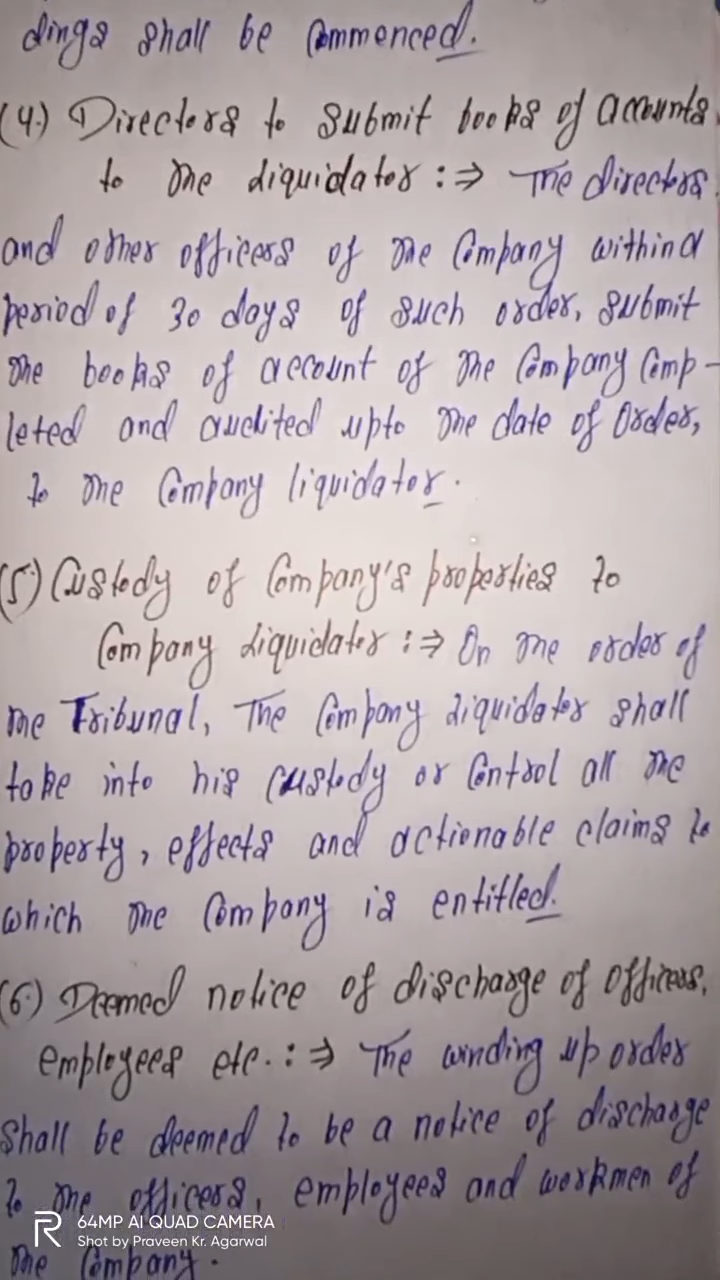 dings shall be Commenced.
(4.) Directors to submit books of accounts
to the liquidator :⇒ The directors
and other officers of the Company within a
period of 30 days of such order, submit
the books of account of the Company Comp-
leted and audited upto the date of Order,
to the Company liquidator.
(5.) Custody of Company's properties to
Company Liquidator :⇒ On the order of
the Tribunal, The Company liquidator shall
take into his custody or Control all the
property, effects and actionable claims to
which the Company is entitled.
(6.) Deemed notice of discharge of Officers,
employees etc. :⇒ The winding up order
shall be deemed to be a notice of discharge
to the officers, employees and workmen of
the Company.
64MP AI QUAD CAMERA
Shot by Praveen Kr. Agarwal